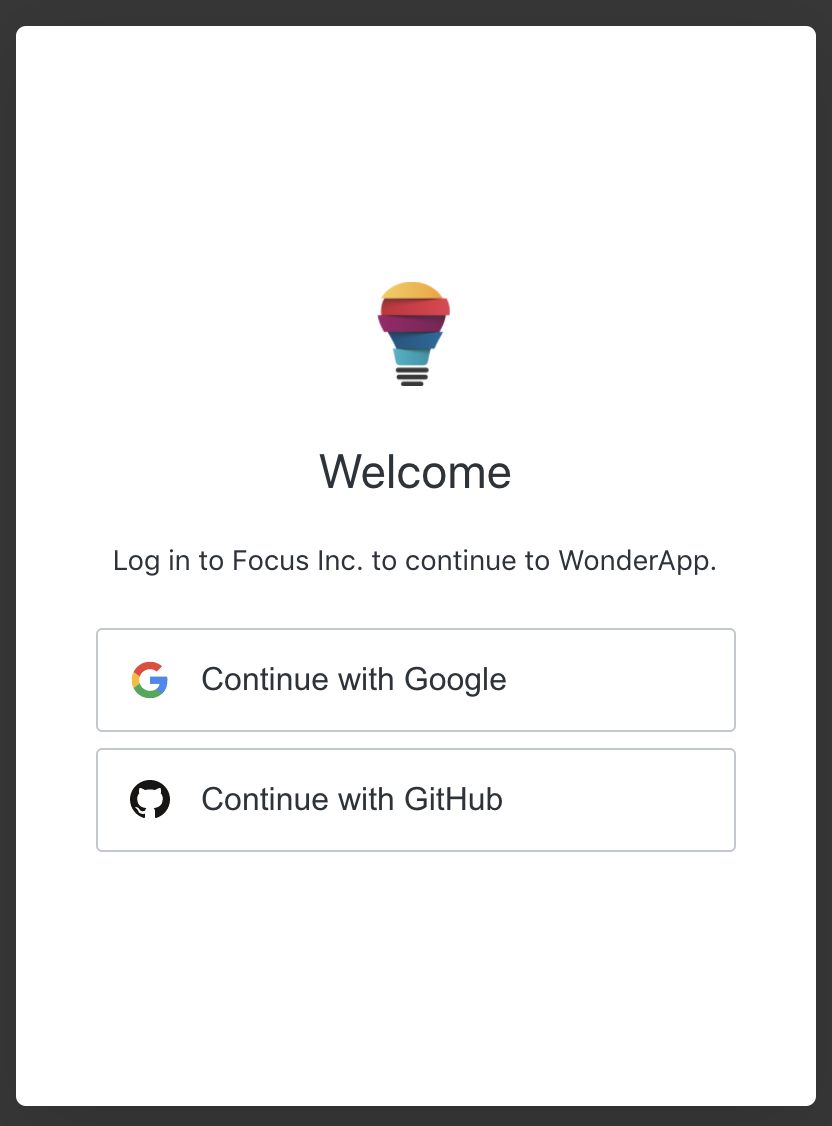 Welcome
Log in to Focus Inc. to continue to WonderApp.
Continue with Google
Continue with GitHub